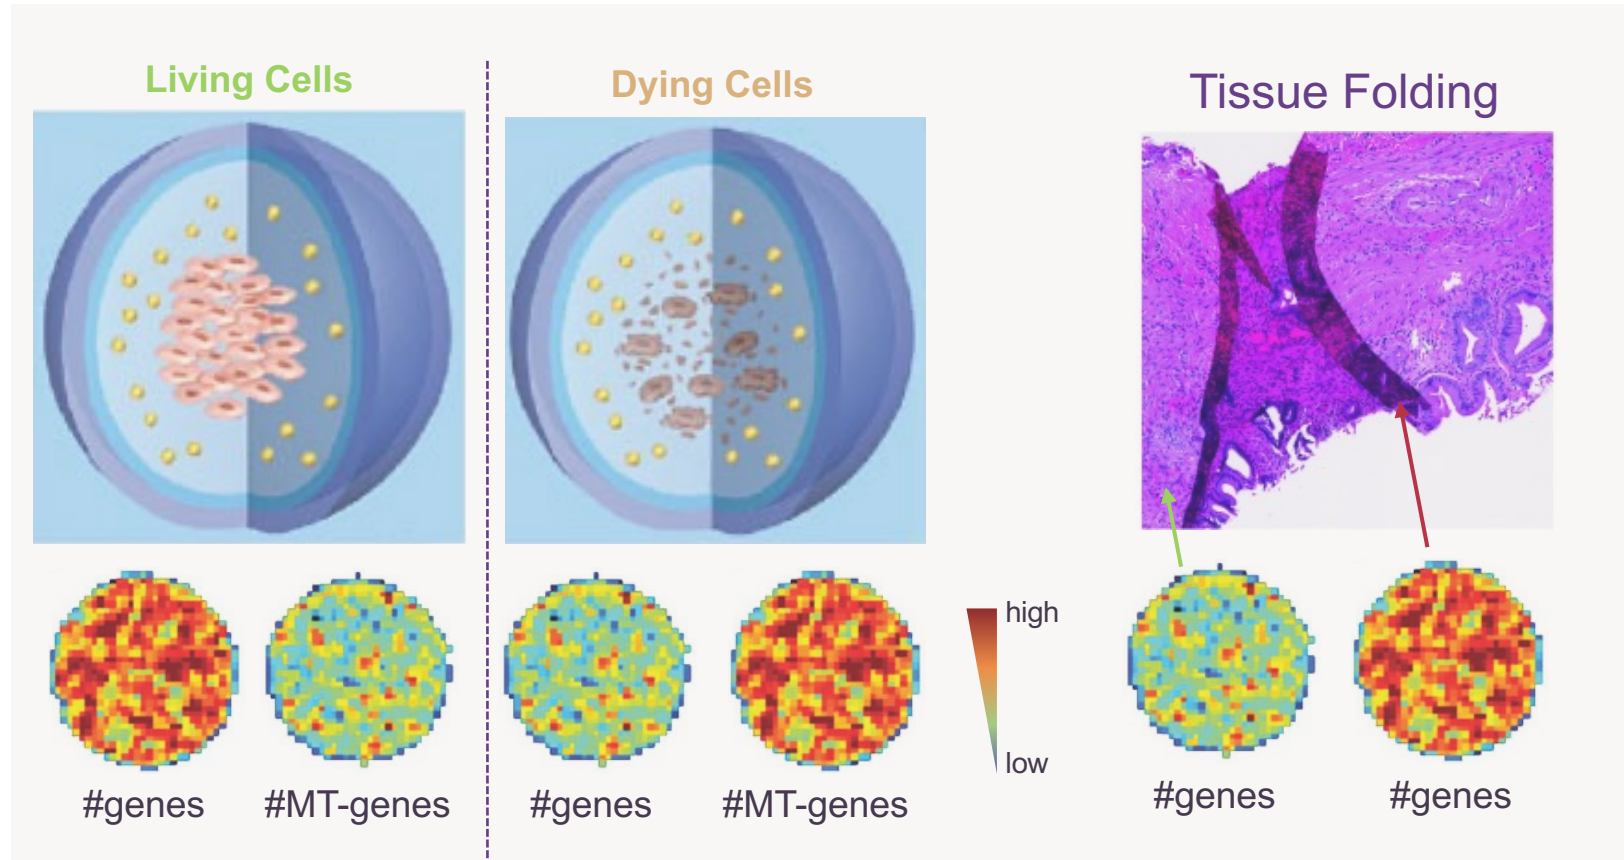 Living Cells
Dying Cells
Tissue Folding
high
low
#genes
#MT-genes
#genes
#MT-genes
#genes
#genes